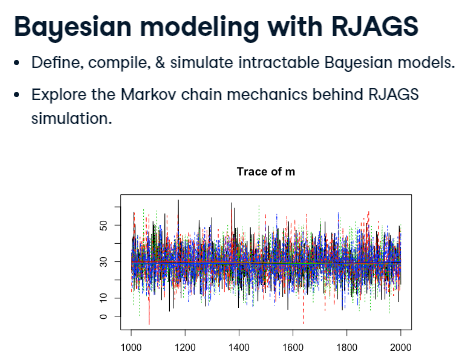 Bayesian modeling with RJAGS
• Define, compile, & simulate intractable Bayesian models.
• Explore the Markov chain mechanics behind RJAGS
simulation.
Trace of m
50
30
10
0
1000 1200 1400 1600 1800 2000